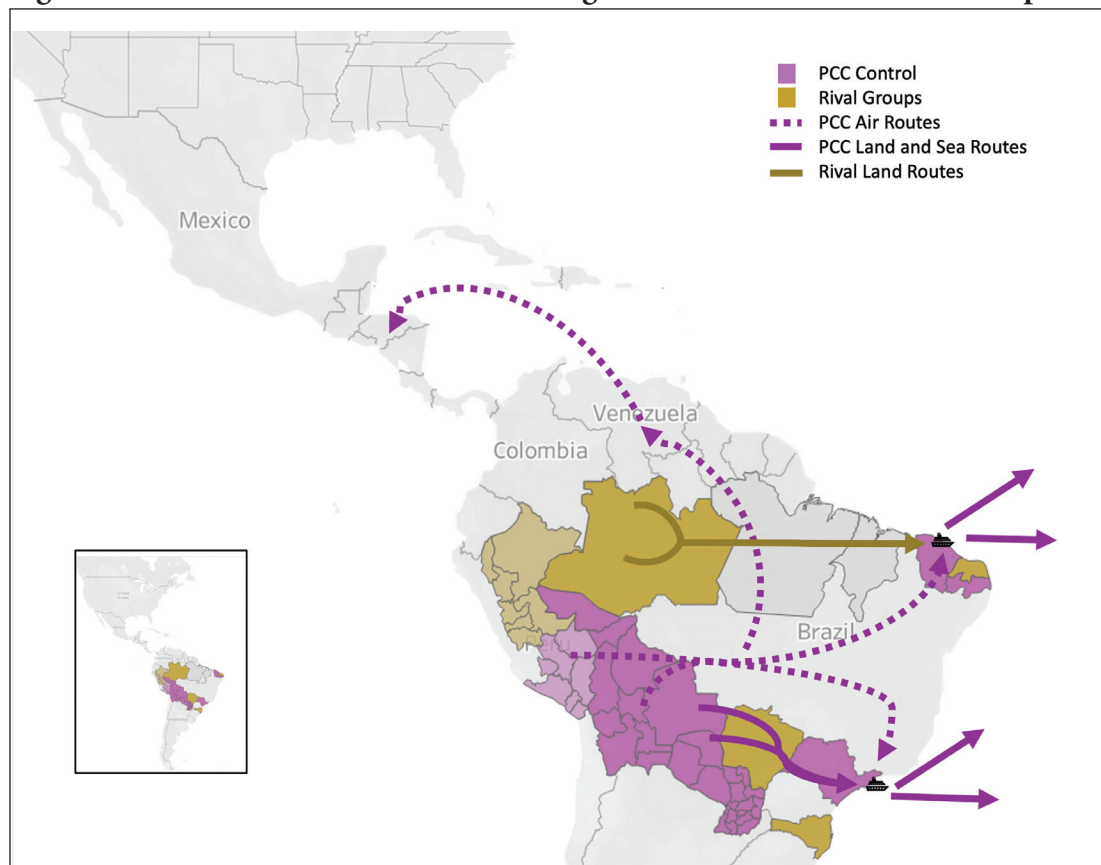 PCC Control
Rival Groups
PCC Air Routes
PCC Land and Sea Routes
Rival Land Routes
Mexico
Venezuela
Colombia
Brazil